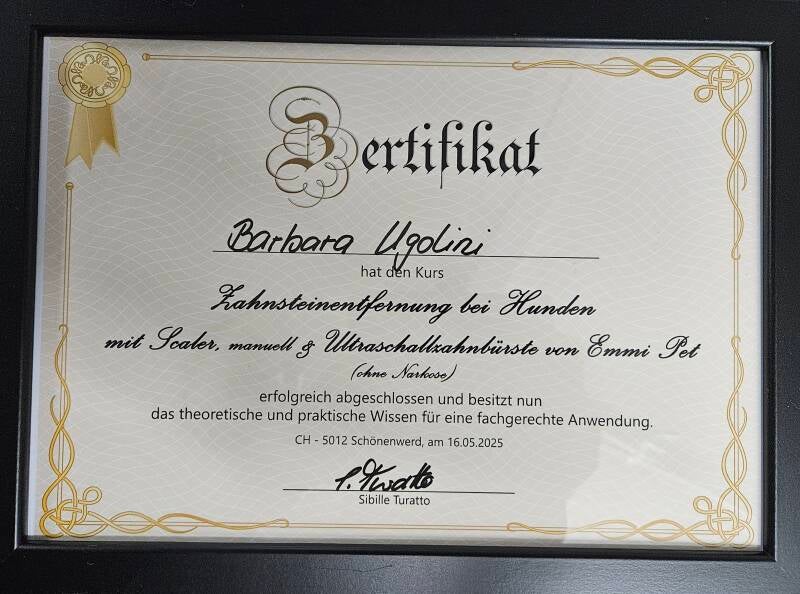 Zertifikat
Barbara Ugolini
hat den Kurs
Zahnsteinentfernung bei Hunden
mit Scaler, manuell & Ultraschallzahnbürste von Emmi Pet
(ohne Narkose)
erfolgreich abgeschlossen und besitzt nun
das theoretische und praktische Wissen für eine fachgerechte Anwendung.
CH - 5012 Schönenwerd, am 16.05.2025
S. Turatto
Sibille Turatto